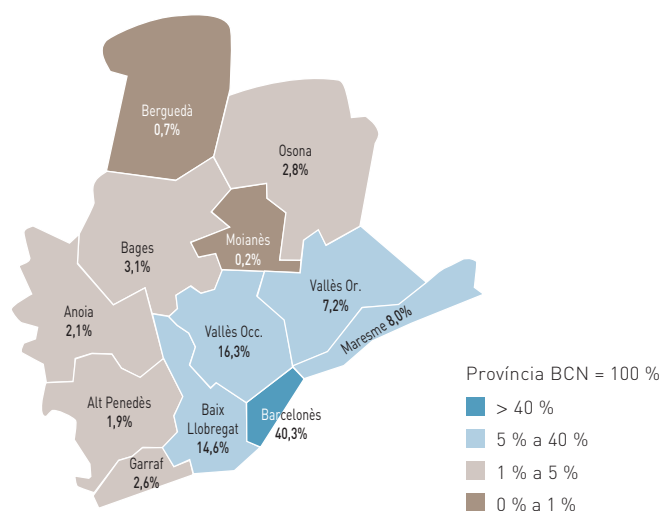 Berguedà
0,7%
Osona
2,8%
Moianès
0,2%
Bages
3,1%
Vallès Or.
7,2%
Maresme 8,0%
Anoia
2,1%
Vallès Occ.
16,3%
Alt Penedès
1,9%
Baix
Llobregat
14,6%
Barcelonès
40,3%
Garraf
2,6%
Província BCN = 100 %
> 40 %
5 % a 40 %
1 % a 5 %
0 % a 1 %